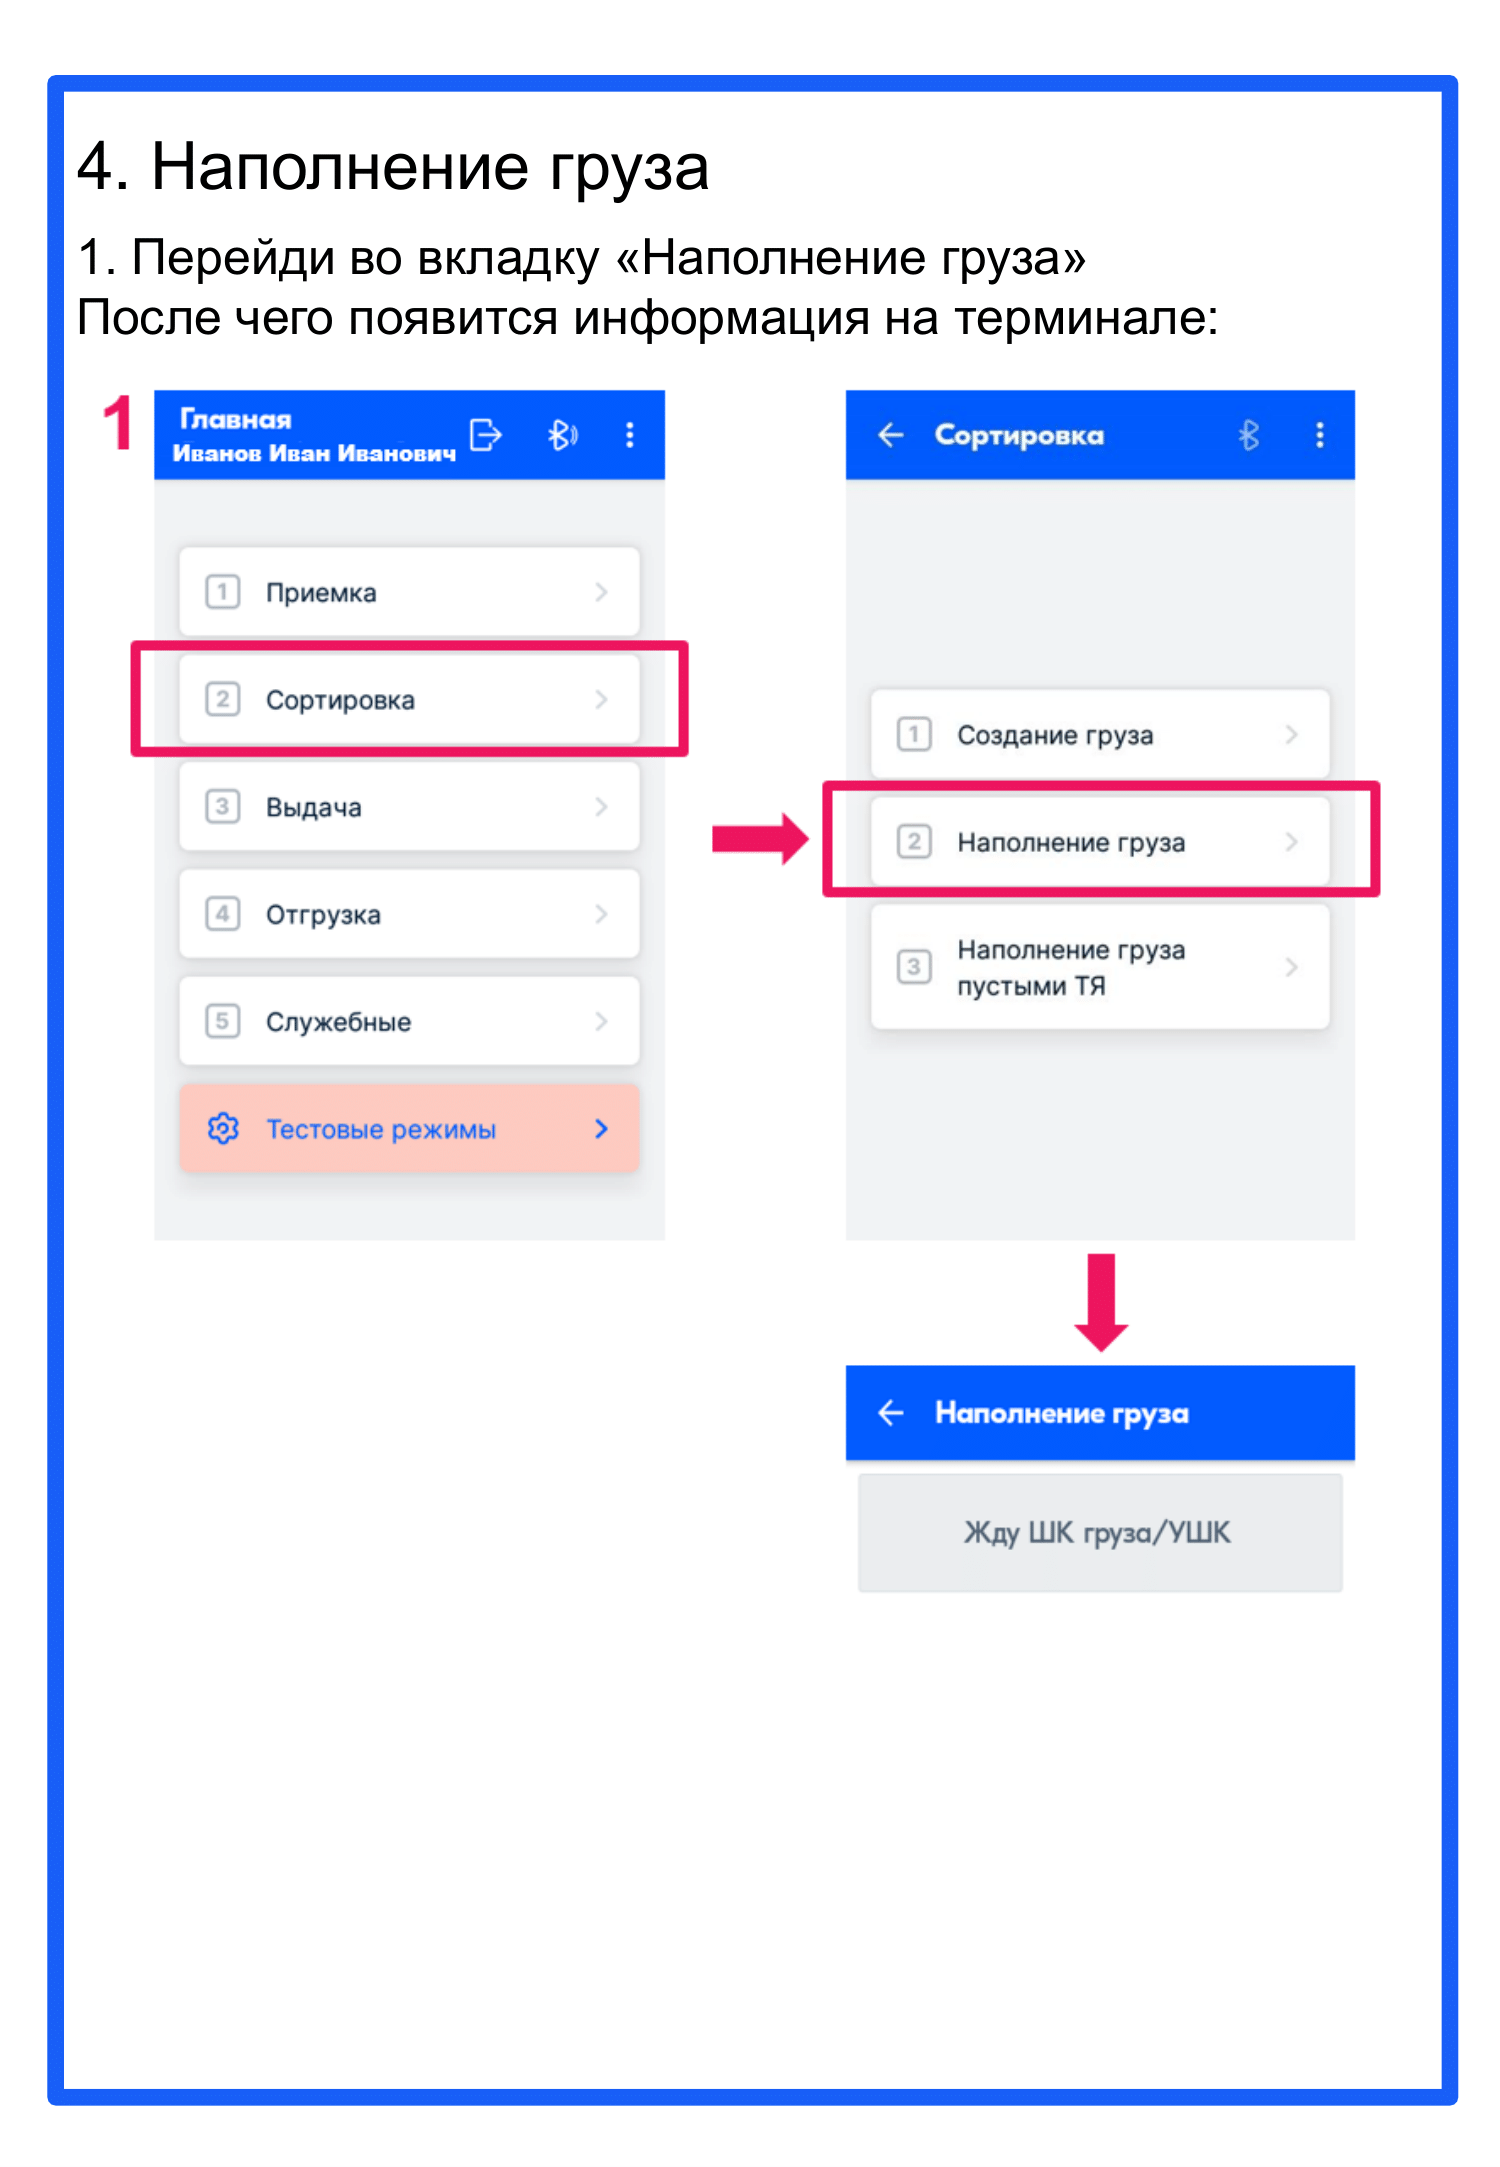 4. Наполнение груза
1. Перейди во вкладку «Наполнение груза»
После чего появится информация на терминале:
1
Главная
Иванов Иван Иванович
1 Приемка
2 Сортировка
3 Выдача
4 Отгрузка
5 Служебные
Тестовые режимы
Сортировка
1 Создание груза
2 Наполнение груза
3 Наполнение груза
пустыми ТЯ
Наполнение груза
Жду ШК груза/УШК